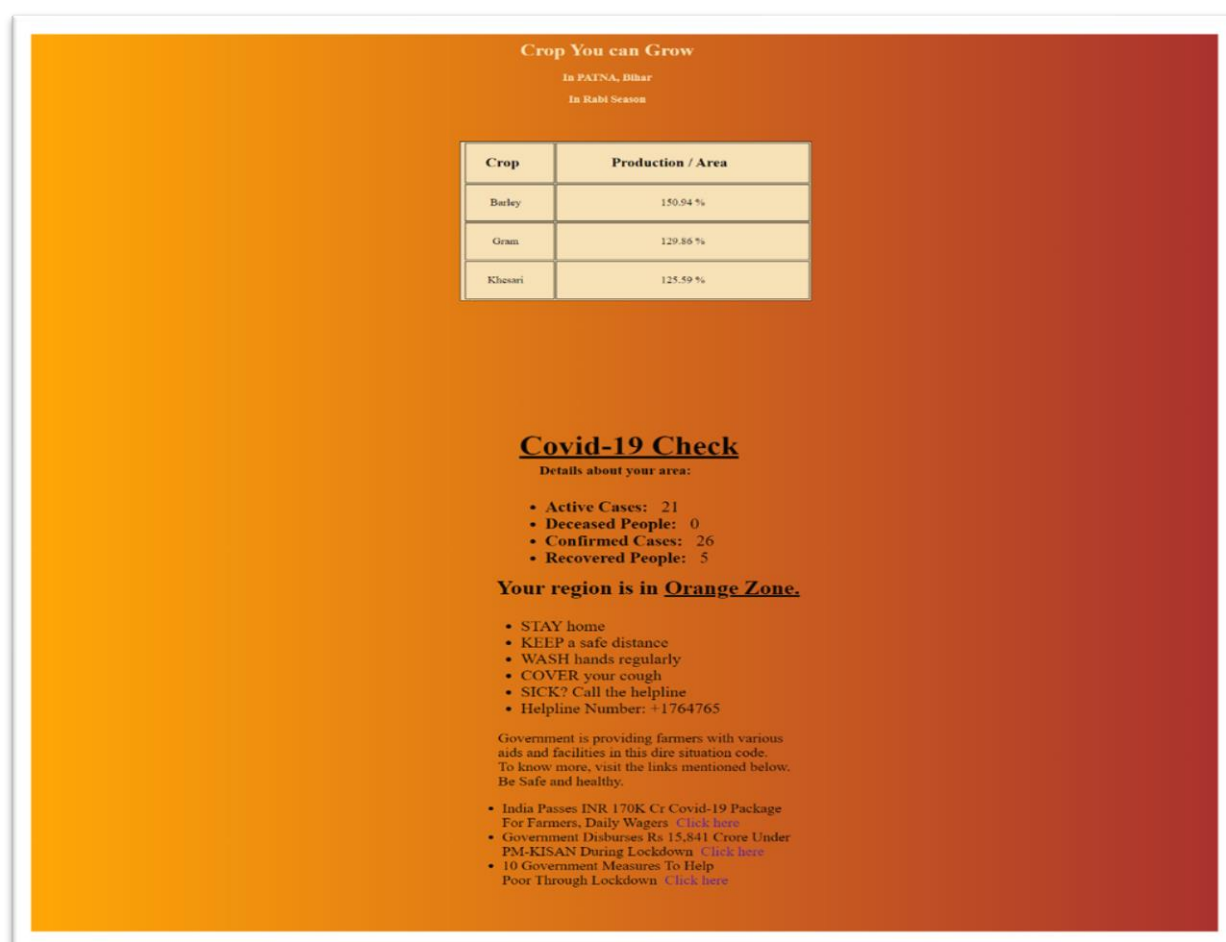 Crop You can Grow
In PATNA, Bihar
In Rabi Season
Crop Production / Area
Barley 150.94 %
Gram 129.86 %
Khesari 125.59 %
Covid-19 Check
Details about your area:
• Active Cases: 21
• Deceased People: 0
• Confirmed Cases: 26
• Recovered People: 5
Your region is in Orange Zone.
• STAY home
• KEEP a safe distance
• WASH hands regularly
• COVER your cough
• SICK? Call the helpline
• Helpline Number: +1764765
Government is providing farmers with various
aids and facilities in this dire situation code.
To know more, visit the links mentioned below.
Be Safe and healthy.
• India Passes INR 170K Cr Covid-19 Package
For Farmers, Daily Wagers Click here
• Government Disburses Rs 15,841 Crore Under
PM-KISAN During Lockdown Click here
• 10 Government Measures To Help
Poor Through Lockdown Click here